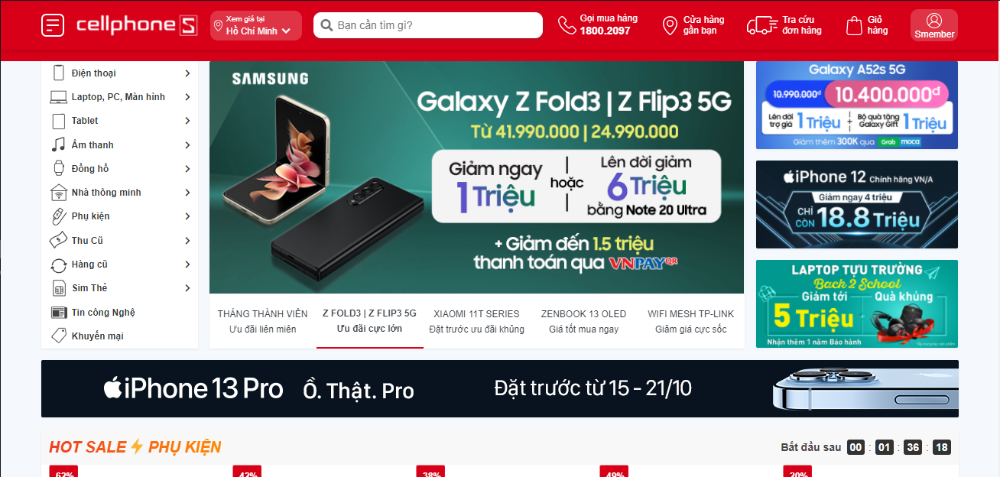 cellphoneS
Xem giá tại
Hồ Chí Minh
Bạn cần tìm gì?
Gọi mua hàng
1800.2097
Cửa hàng
gần bạn
Tra cứu
đơn hàng
Giỏ
hàng
Smember
Điện thoại
Laptop, PC, Màn hình
Tablet
Âm thanh
Đồng hồ
Nhà thông minh
Phụ kiện
Thu Cũ
Hàng cũ
Sim Thẻ
Tin công Nghệ
Khuyến mại
SAMSUNG
Galaxy Z Fold3 | Z Flip3 5G
Từ 41.990.000 | 24.990.000
Giảm ngay
1 Triệu
hoặc
Lên đời giảm
6 Triệu
bằng Note 20 Ultra
+ Giảm đến 1.5 triệu
thanh toán qua VNPAYQR
THÁNG THÀNH VIÊN
Ưu đãi liên miên
Z FOLD3 | Z FLIP3 5G
Ưu đãi cực lớn
XIAOMI 11T SERIES
Đặt trước ưu đãi khủng
ZENBOOK 13 OLED
Giá tốt mua ngay
WIFI MESH TP-LINK
Giảm giá cực sốc
Galaxy A52s 5G
10.990.000đ
10.400.000đ
Lên đời
trợ giá
1 Triệu
+
Bộ quà tặng
Galaxy Gift
1 Triệu
Giảm thêm 300K qua Grab moca
iPhone 12 Chính hãng VN/A
Giảm ngay 4 triệu
CHỈ
CÒN
18.8 Triệu
LAPTOP TỰU TRƯỜNG
Back 2 School
Giảm tới
5 Triệu
Quà khủng
Nhận thêm 1 năm Bảo hành
iPhone 13 Pro
Ồ. Thật. Pro
Đặt trước từ 15 - 21/10
HOT SALE PHỤ KIỆN
Bắt đầu sau 00 : 01 : 36 : 18
62%
42%
38%
49%
20%